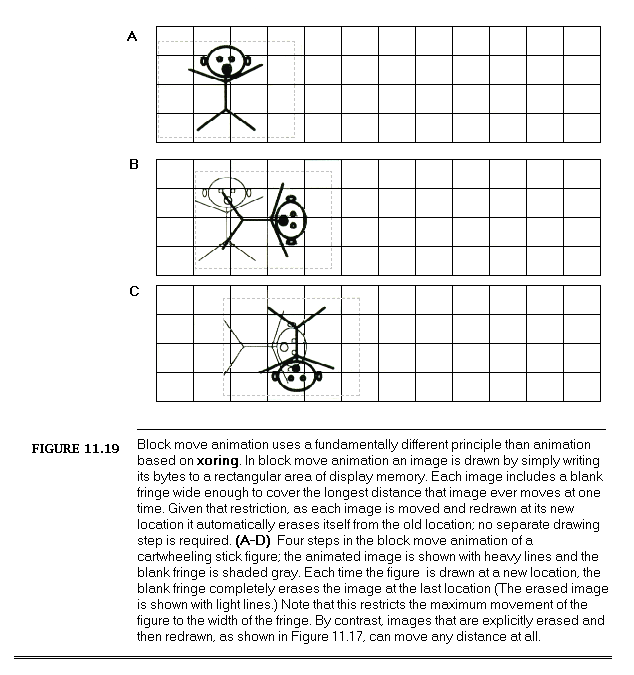 A
B
C
FIGURE 11.19
Block move animation uses a fundamentally different principle than animation
based on xoring. In block move animation an image is drawn by simply writing
its bytes to a rectangular area of display memory. Each image includes a blank
fringe wide enough to cover the longest distance that image ever moves at one
time. Given that restriction, as each image is moved and redrawn at its new
location it automatically erases itself from the old location; no separate drawing
step is required. (A-D) Four steps in the block move animation of a
cartwheeling stick figure; the animated image is shown with heavy lines and the
blank fringe is shaded gray. Each time the figure is drawn at a new location, the
blank fringe completely erases the image at the last location (The erased image
is shown with light lines.) Note that this restricts the maximum movement of the
figure to the width of the fringe. By contrast, images that are explicitly erased and
then redrawn, as shown in Figure 11.17, can move any distance at all.